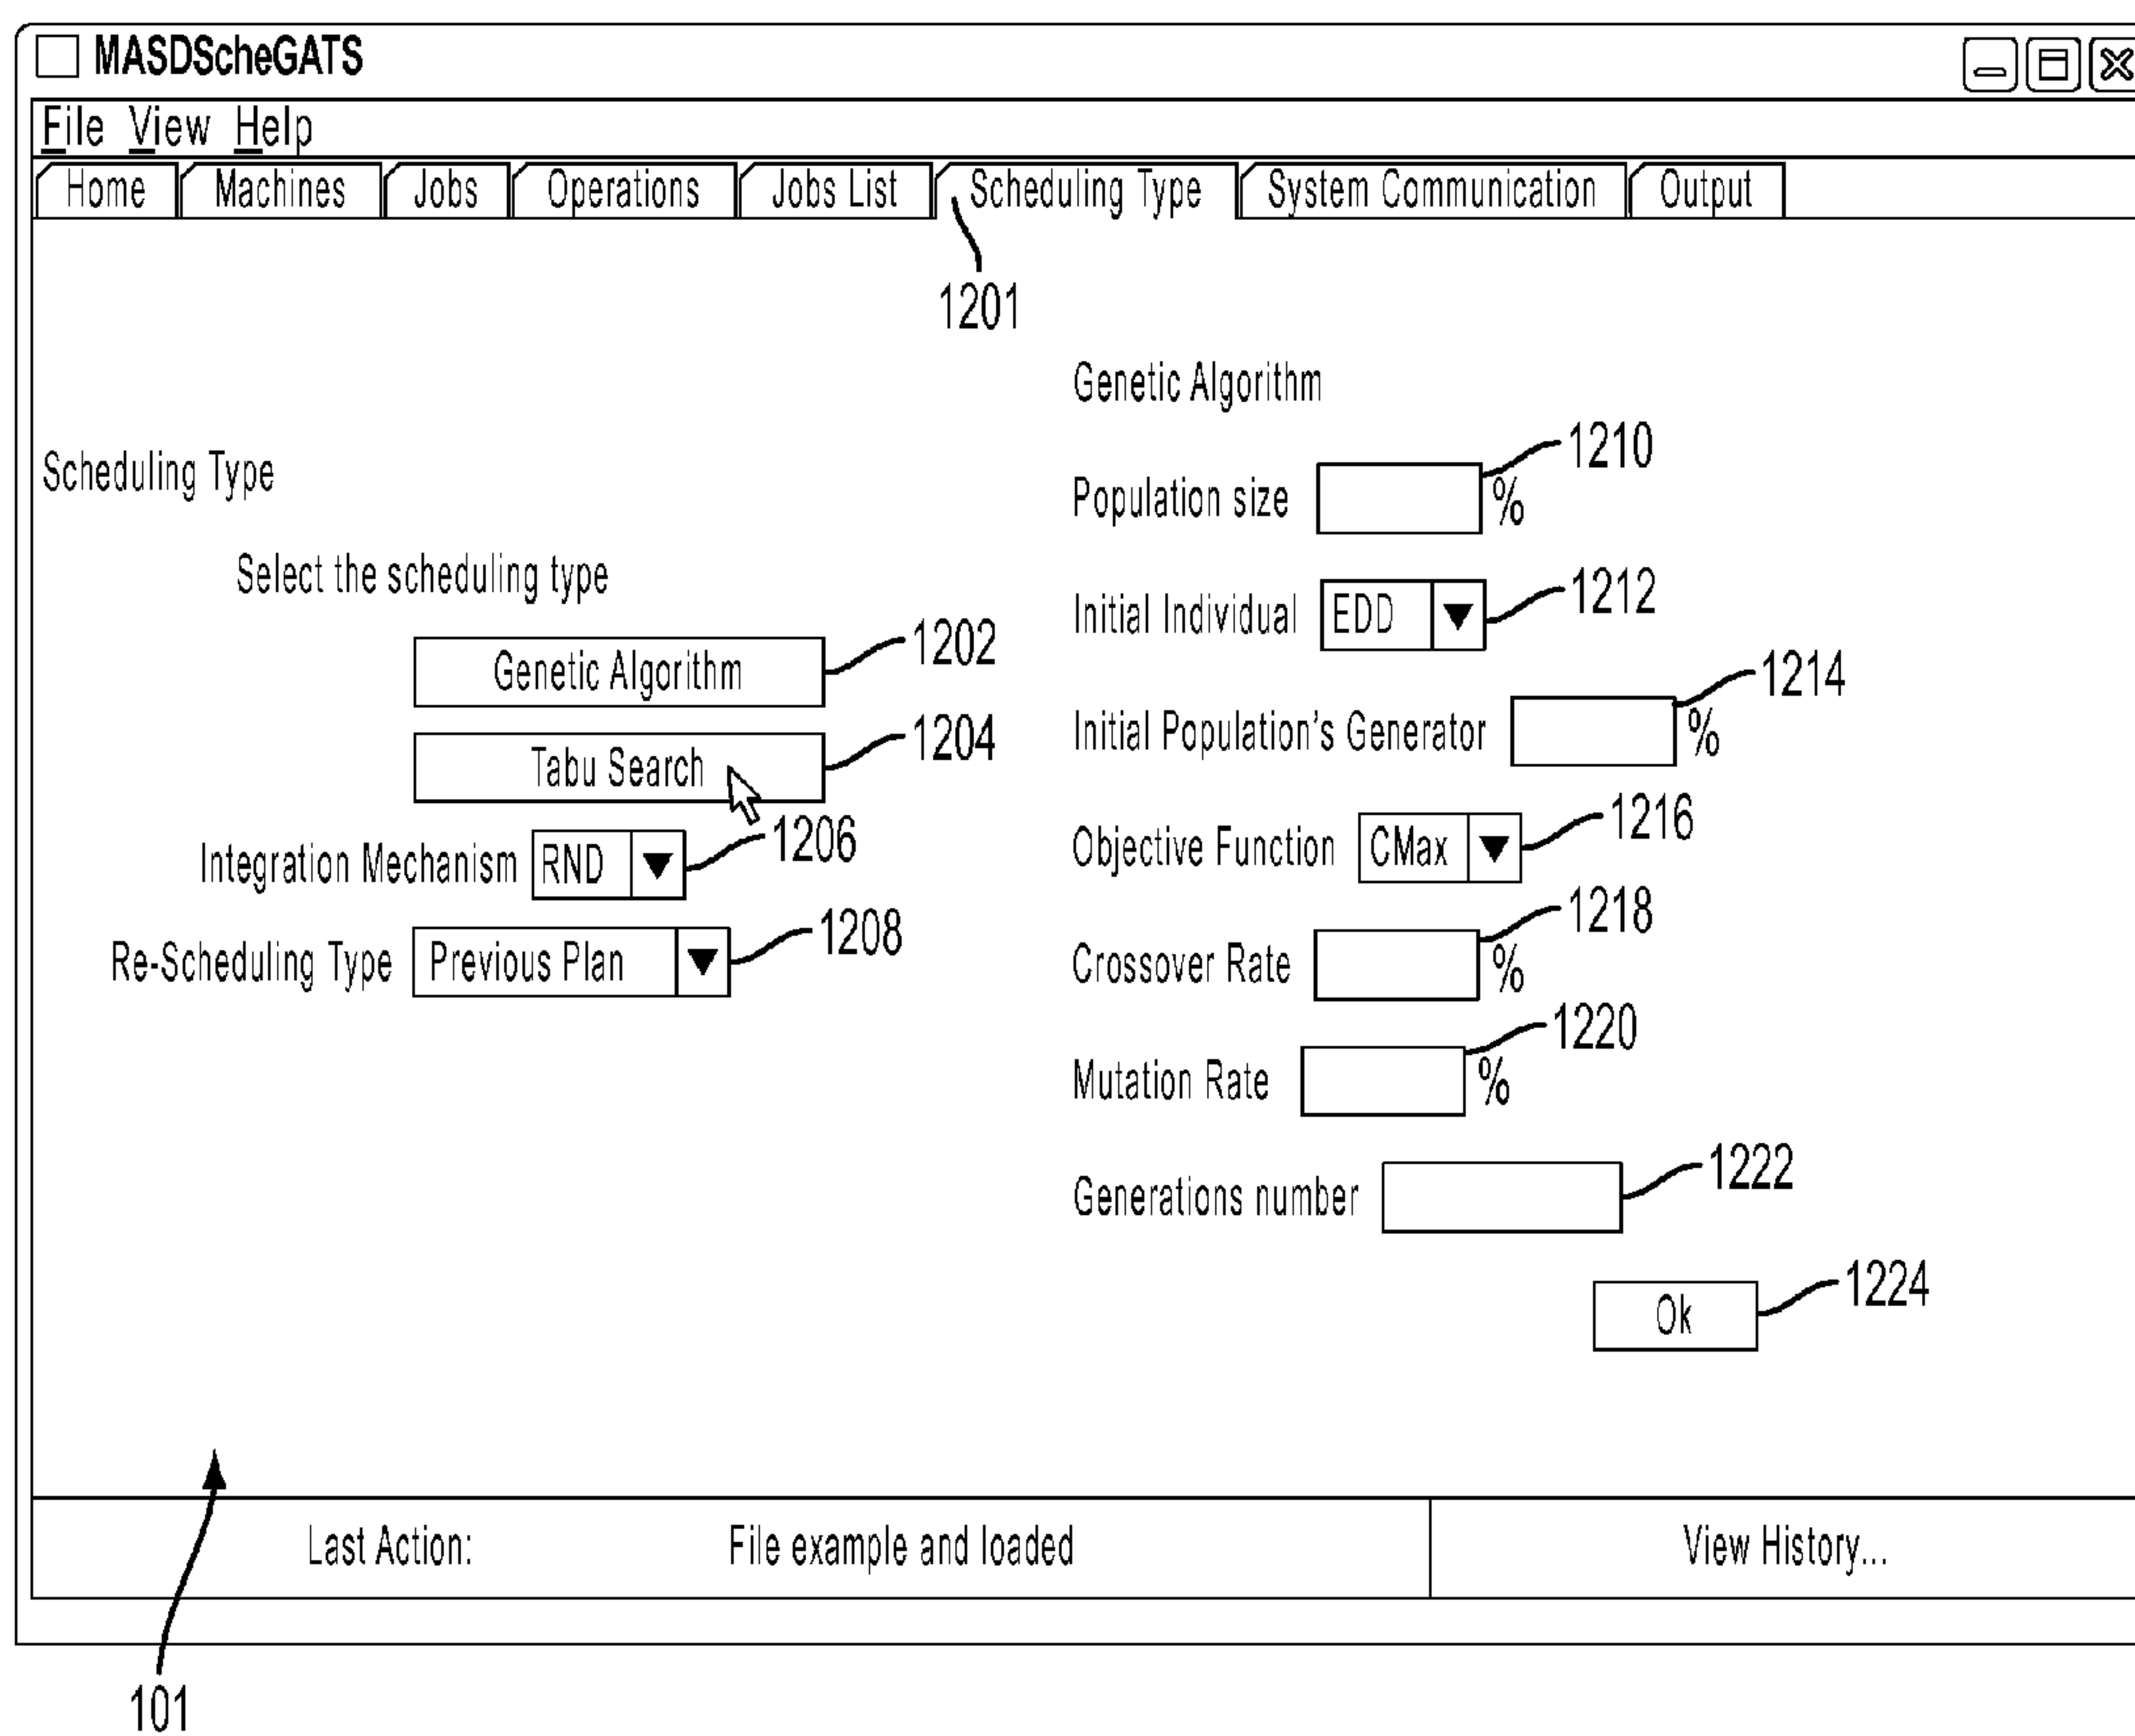 MASDScheGATS
File View Help
Home Machines Jobs Operations Jobs List Scheduling Type System Communication Output
1201
Scheduling Type
Select the scheduling type
Genetic Algorithm 1202
Tabu Search 1204
Integration Mechanism RND 1206
Re-Scheduling Type Previous Plan 1208
Genetic Algorithm
Population size % 1210
Initial Individual EDD 1212
Initial Population's Generator % 1214
Objective Function CMax 1216
Crossover Rate % 1218
Mutation Rate % 1220
Generations number 1222
Ok 1224
Last Action: File example and loaded View History...
101